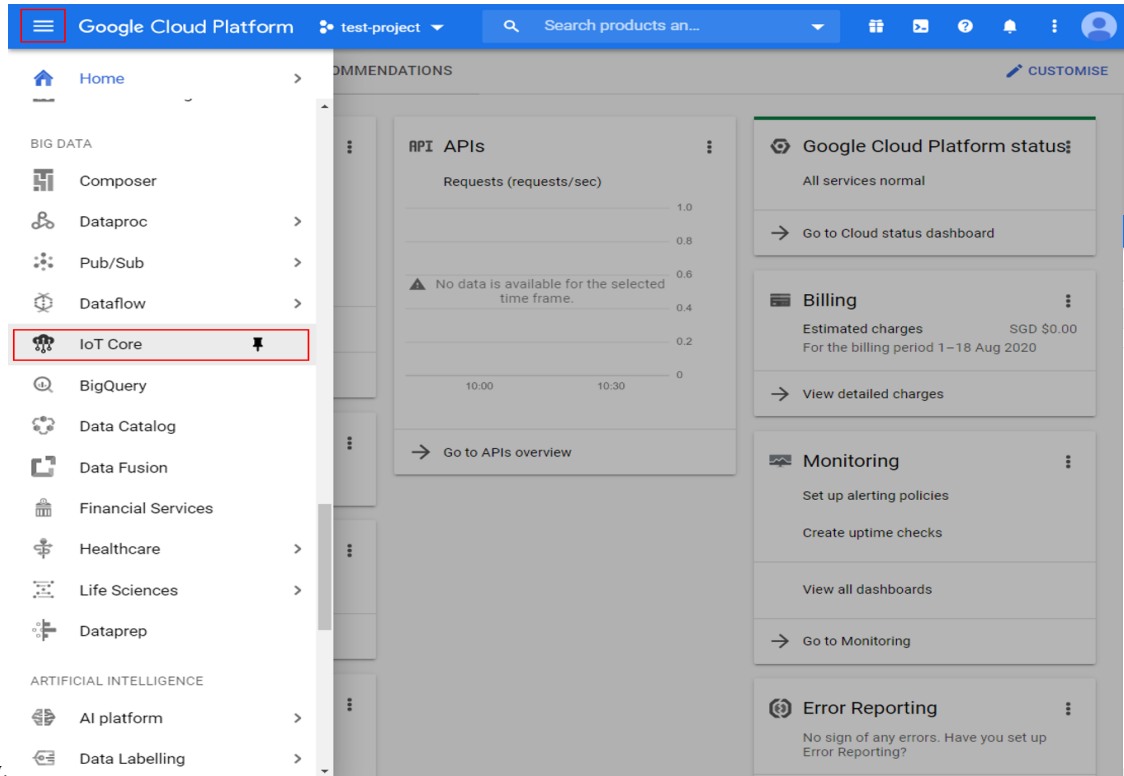 Google Cloud Platform
test-project
Search products an...
Home
OMMENDATIONS
CUSTOMISE
BIG DATA
Composer
Dataproc
Pub/Sub
Dataflow
IoT Core
BigQuery
Data Catalog
Data Fusion
Financial Services
Healthcare
Life Sciences
Dataprep
ARTIFICIAL INTELLIGENCE
AI platform
Data Labelling
API APIs
Requests (requests/sec)
1.0
0.8
0.6
No data is available for the selected
time frame.
0.4
0.2
0
10:00 10:30
Go to APIs overview
Google Cloud Platform status
All services normal
Go to Cloud status dashboard
Billing
Estimated charges SGD $0.00
For the billing period 1–18 Aug 2020
View detailed charges
Monitoring
Set up alerting policies
Create uptime checks
View all dashboards
Go to Monitoring
Error Reporting
No sign of any errors. Have you set up
Error Reporting?